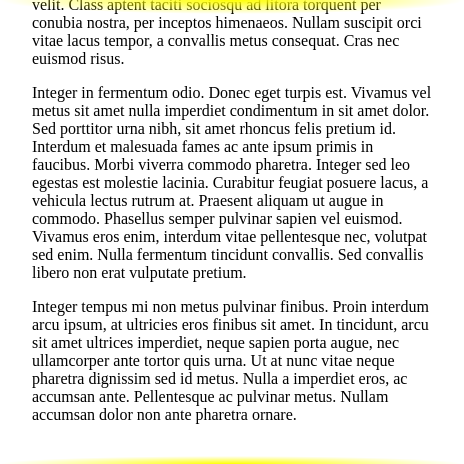 velit. Class aptent taciti sociosqu ad litora torquent per
conubia nostra, per inceptos himenaeos. Nullam suscipit orci
vitae lacus tempor, a convallis metus consequat. Cras nec
euismod risus.
Integer in fermentum odio. Donec eget turpis est. Vivamus vel
metus sit amet nulla imperdiet condimentum in sit amet dolor.
Sed porttitor urna nibh, sit amet rhoncus felis pretium id.
Interdum et malesuada fames ac ante ipsum primis in
faucibus. Morbi viverra commodo pharetra. Integer sed leo
egestas est molestie lacinia. Curabitur feugiat posuere lacus, a
vehicula lectus rutrum at. Praesent aliquam ut augue in
commodo. Phasellus semper pulvinar sapien vel euismod.
Vivamus eros enim, interdum vitae pellentesque nec, volutpat
sed enim. Nulla fermentum tincidunt convallis. Sed convallis
libero non erat vulputate pretium.
Integer tempus mi non metus pulvinar finibus. Proin interdum
arcu ipsum, at ultricies eros finibus sit amet. In tincidunt, arcu
sit amet ultrices imperdiet, neque sapien porta augue, nec
ullamcorper ante tortor quis urna. Ut at nunc vitae neque
pharetra dignissim sed id metus. Nulla a imperdiet eros, ac
accumsan ante. Pellentesque ac pulvinar metus. Nullam
accumsan dolor non ante pharetra ornare.